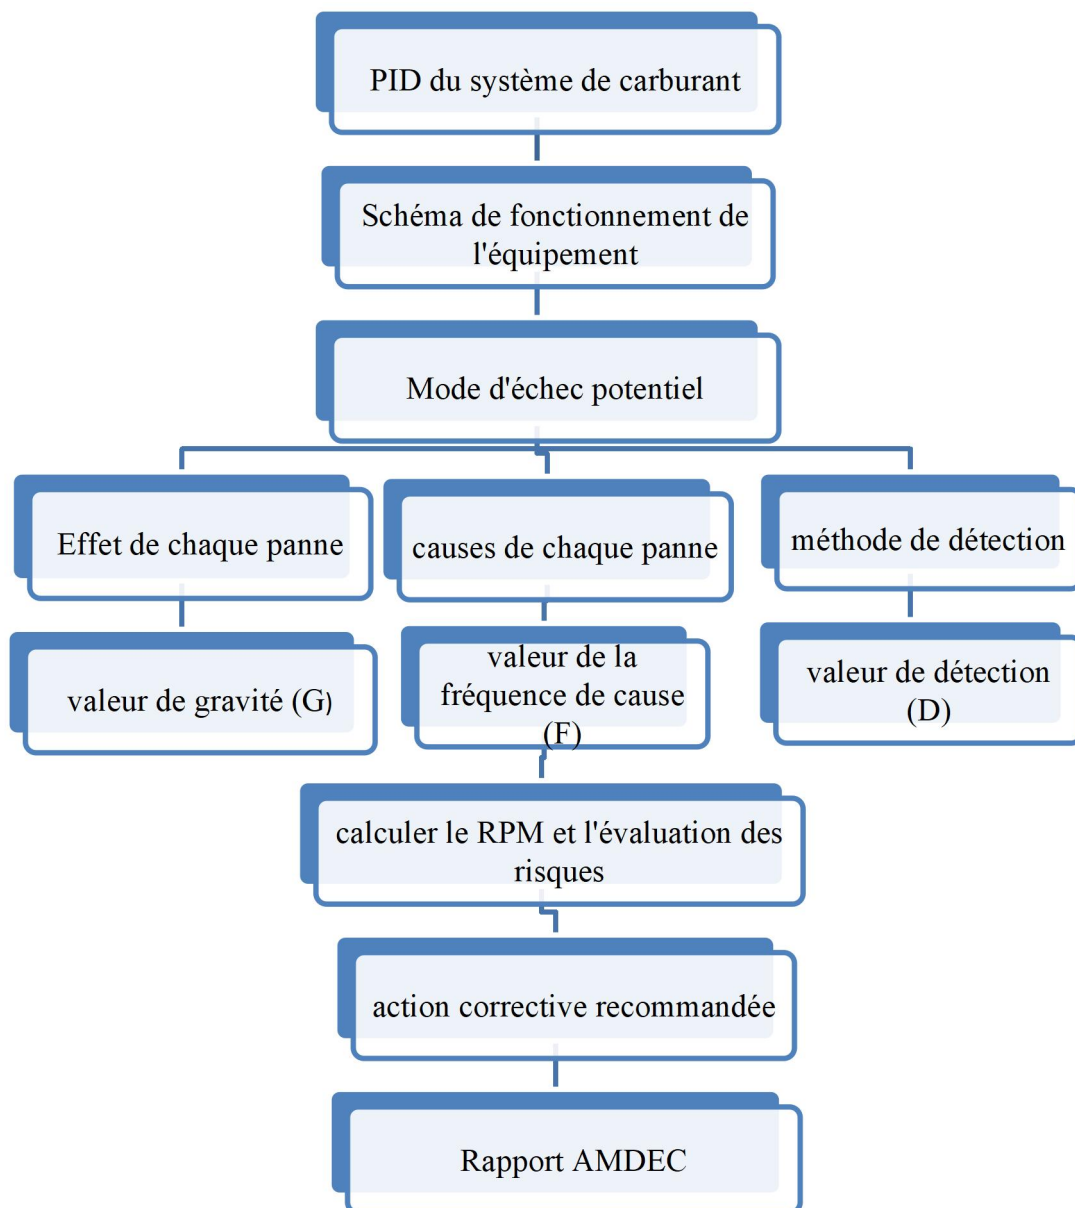 PID du système de carburant
Schéma de fonctionnement de
l'équipement
Mode d'échec potentiel
Effet de chaque panne
causes de chaque panne
méthode de détection
valeur de gravité (G)
valeur de la
fréquence de cause
(F)
valeur de détection
(D)
calculer le RPM et l'évaluation des
risques
action corrective recommandée
Rapport AMDEC